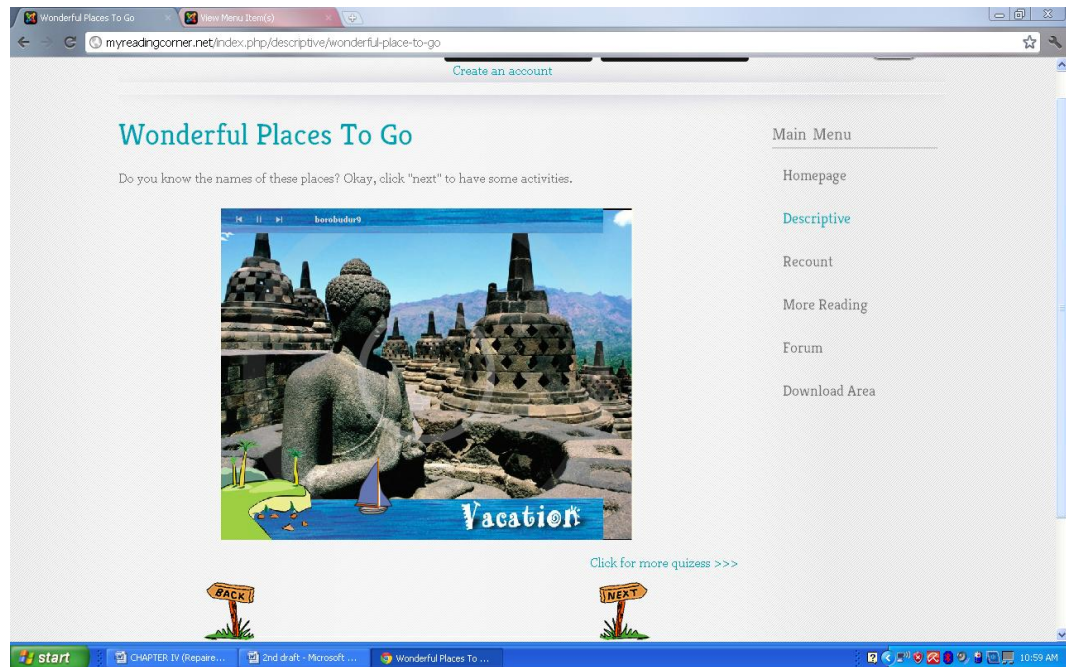 Wonderful Places To Go
View Menu Item(s)
myreadingcorner.net/index.php/descriptive/wonderful-place-to-go
Create an account
Wonderful Places To Go
Do you know the names of these places? Okay, click "next" to have some activities.
borobudur9
Vacation
Click for more quizess >>>
BACK
NEXT
Main Menu
Homepage
Descriptive
Recount
More Reading
Forum
Download Area
start
CHAPTER IV (Repaire...
2nd draft - Microsoft ...
Wonderful Places To ...
10:59 AM